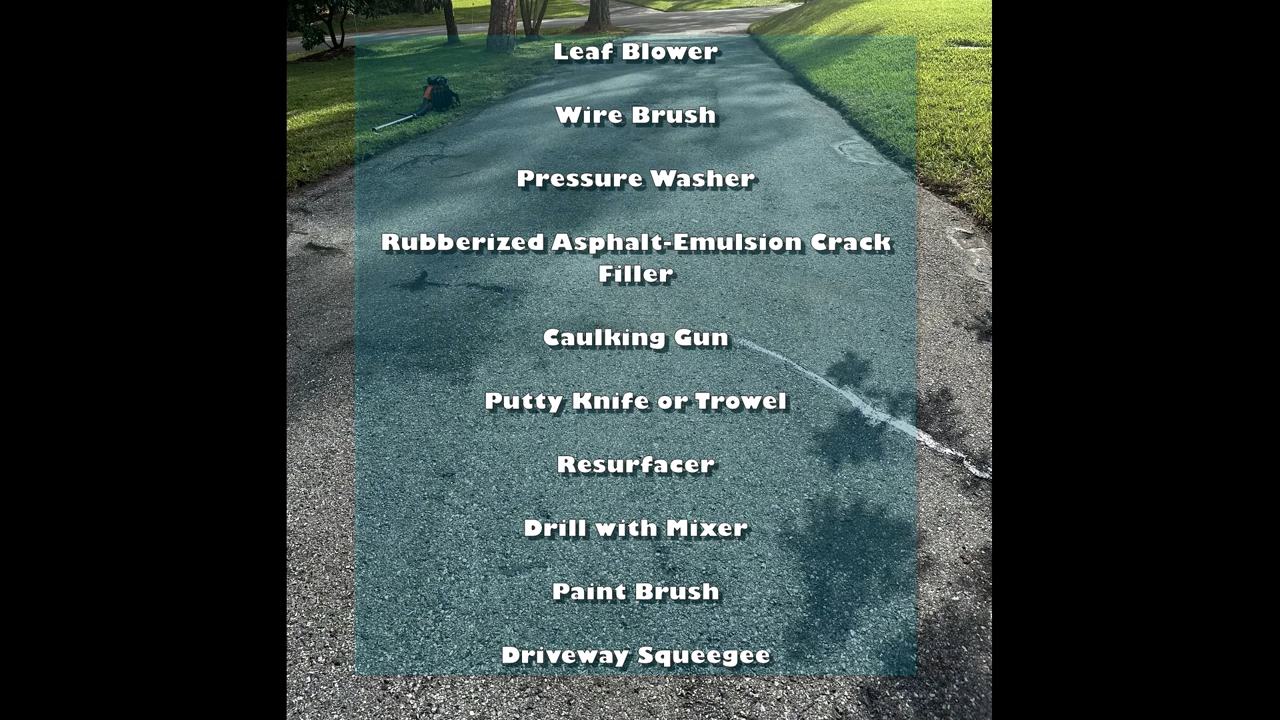 Leaf Blower
Wire Brush
Pressure Washer
Rubberized Asphalt-Emulsion Crack
Filler
Caulking Gun
Putty Knife or Trowel
Resurfacer
Drill with Mixer
Paint Brush
Driveway Squeegee